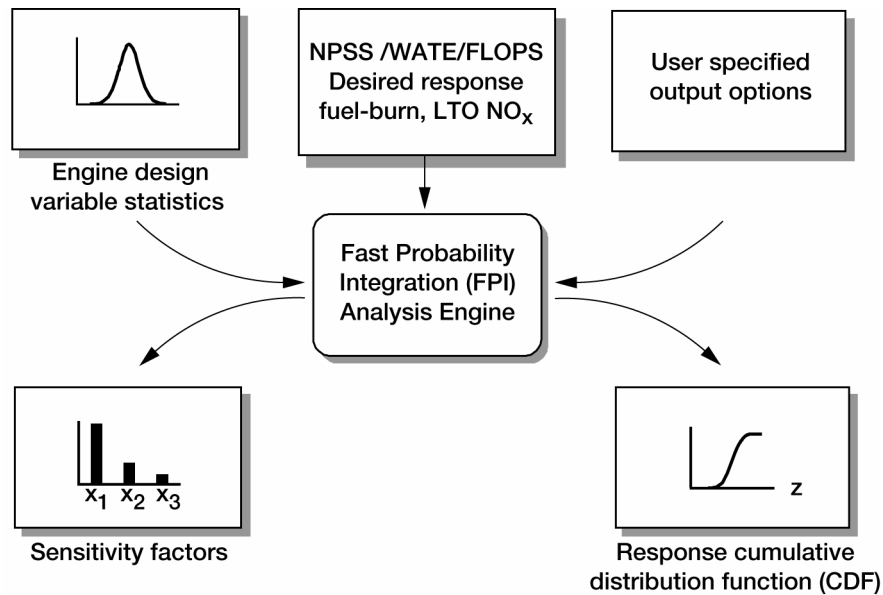 NPSS /WATE/FLOPS
Desired response
fuel-burn, LTO NOx
User specified
output options
Engine design
variable statistics
Fast Probability
Integration (FPI)
Analysis Engine
x1 x2 x3
Sensitivity factors
z
Response cumulative
distribution function (CDF)